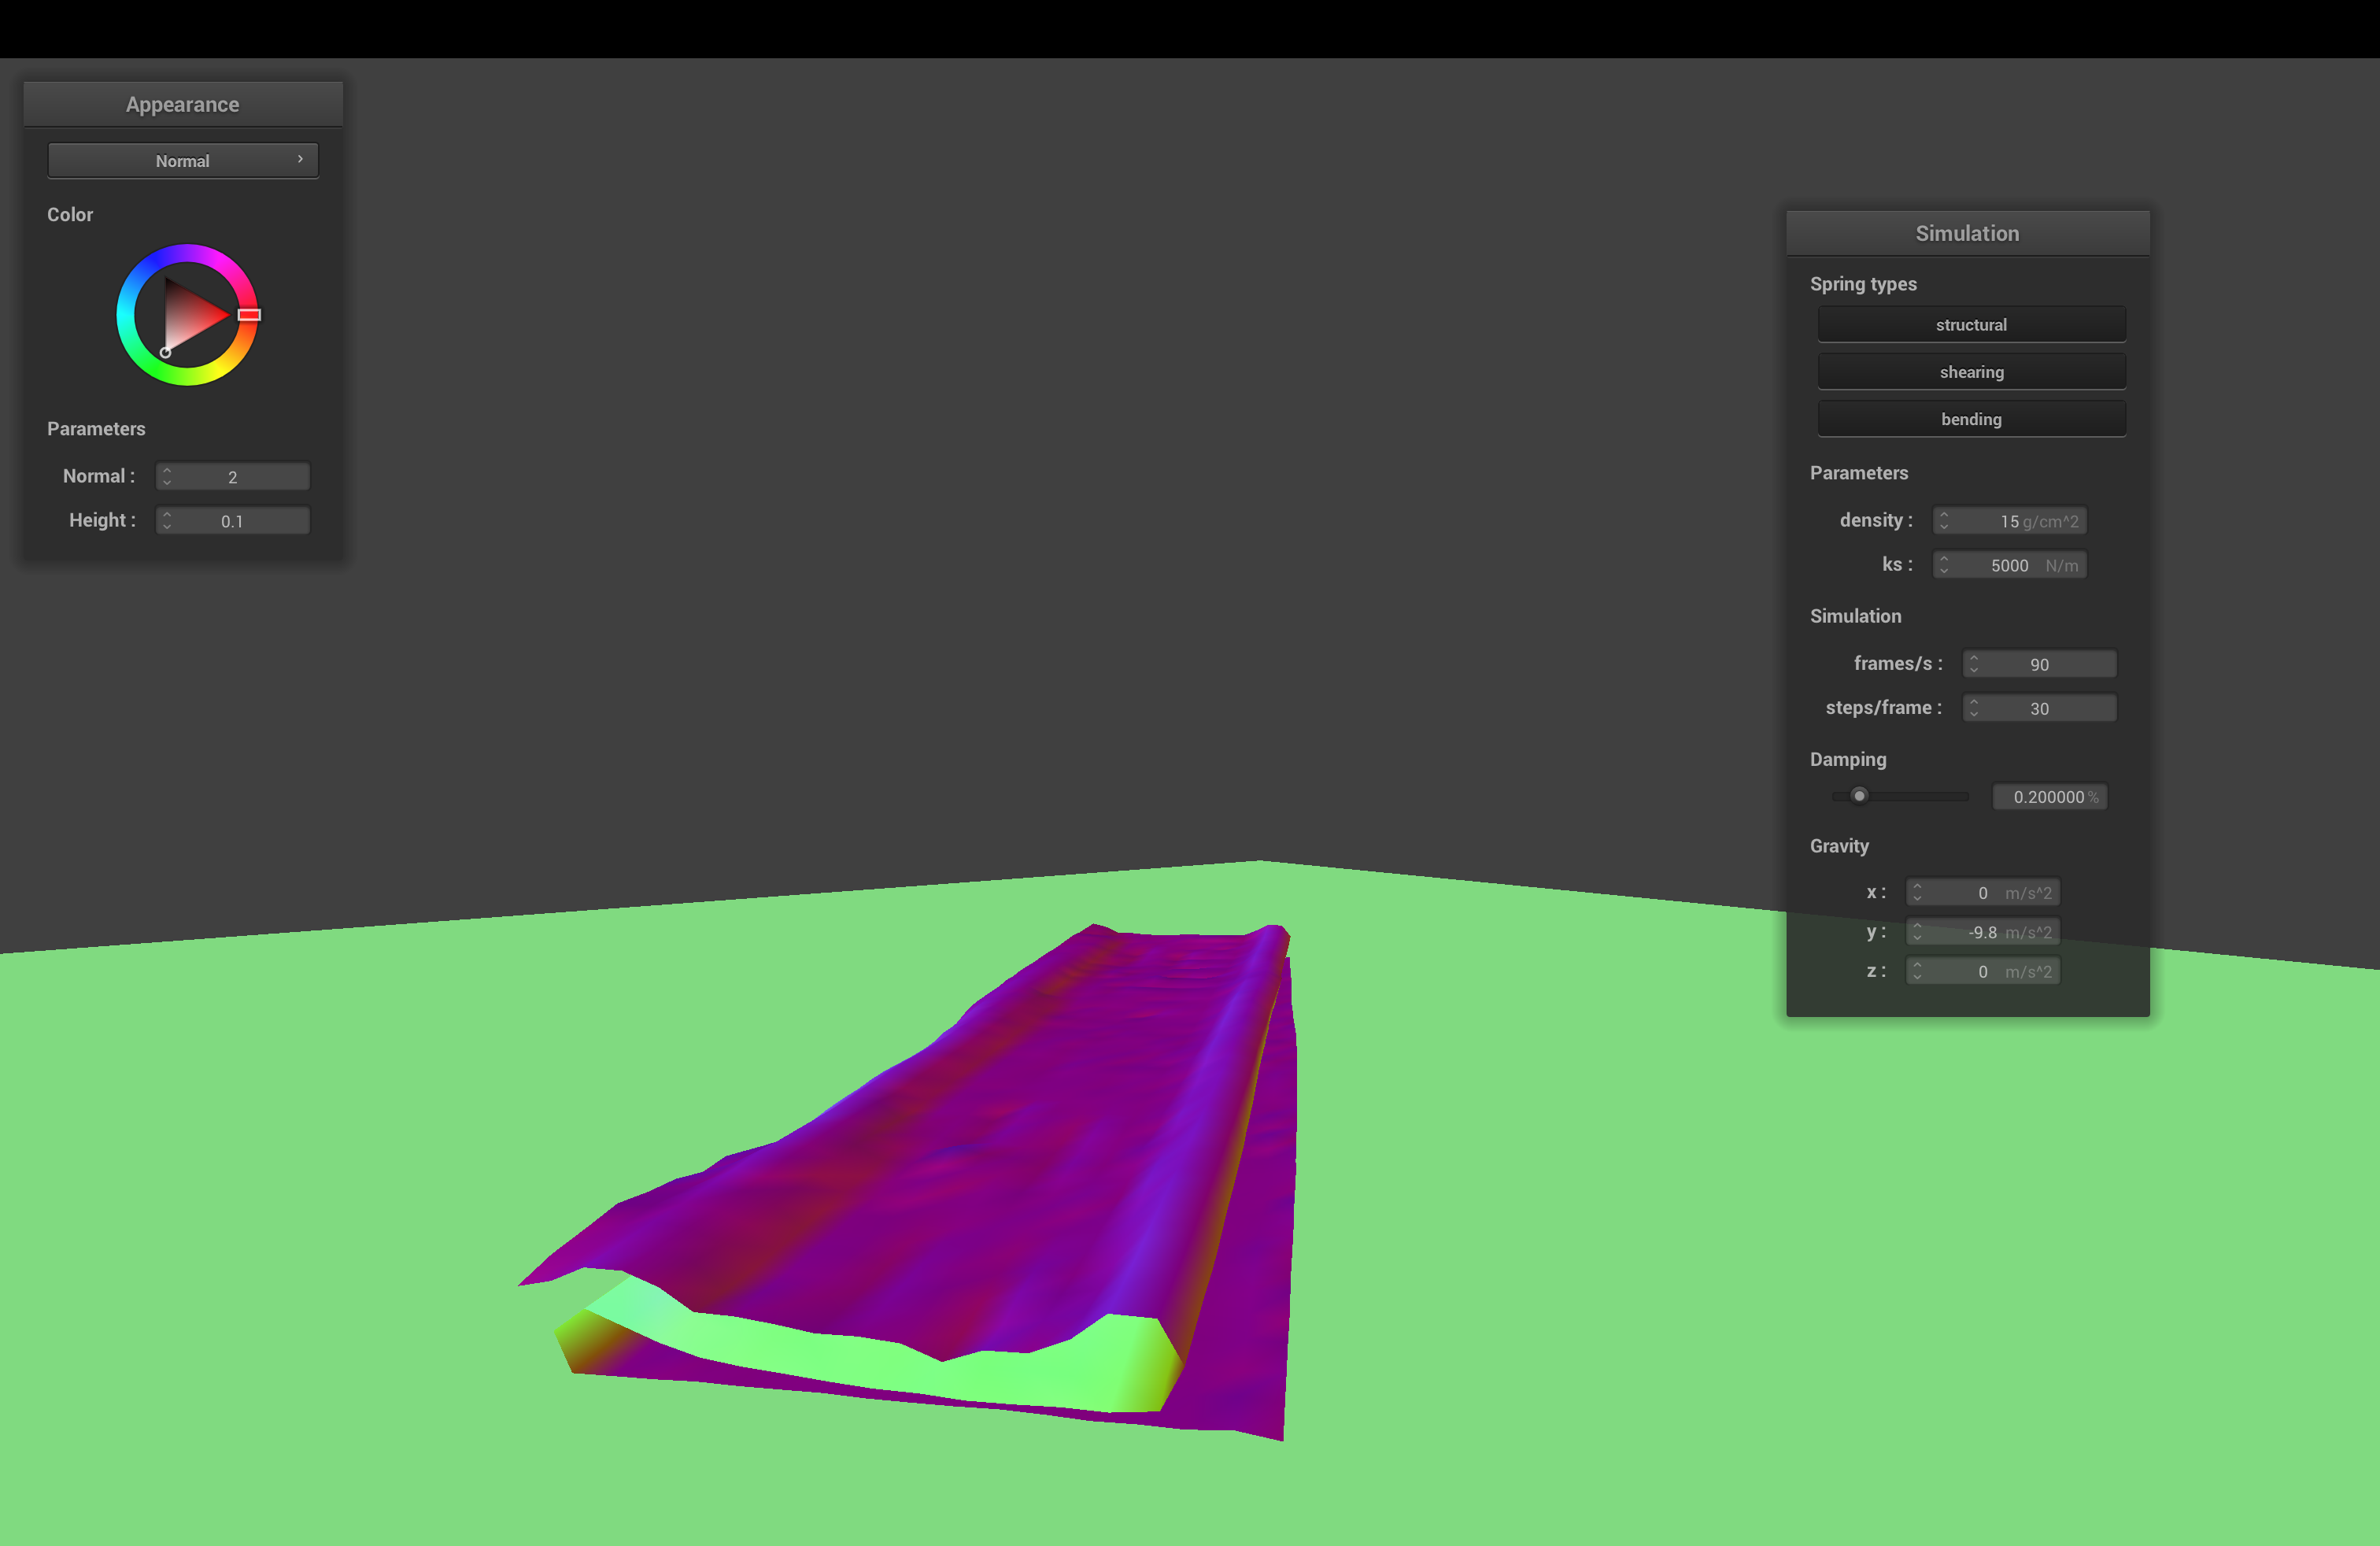 Appearance
Normal
Color
Parameters
Normal : 2
Height : 0.1
Simulation
Spring types
structural
shearing
bending
Parameters
density : 15 g/cm^2
ks : 5000 N/m
Simulation
frames/s : 90
steps/frame : 30
Damping
0.200000 %
Gravity
x : 0 m/s^2
y : -9.8 m/s^2
z : 0 m/s^2